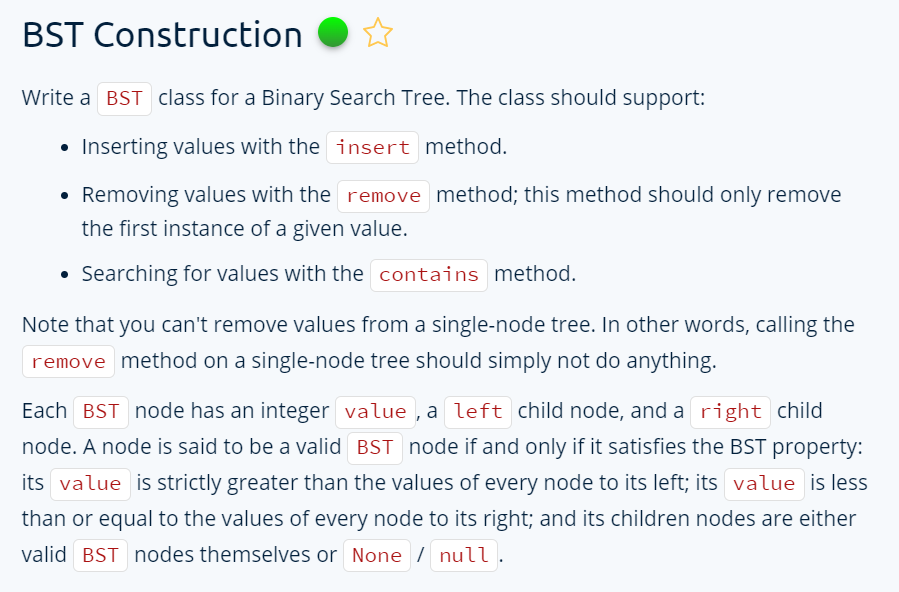 BST Construction
Write a BST class for a Binary Search Tree. The class should support:
• Inserting values with the insert method.
• Removing values with the remove method; this method should only remove
the first instance of a given value.
• Searching for values with the contains method.
Note that you can't remove values from a single-node tree. In other words, calling the
remove method on a single-node tree should simply not do anything.
Each BST node has an integer value , a left child node, and a right child
node. A node is said to be a valid BST node if and only if it satisfies the BST property:
its value is strictly greater than the values of every node to its left; its value is less
than or equal to the values of every node to its right; and its children nodes are either
valid BST nodes themselves or None / null .